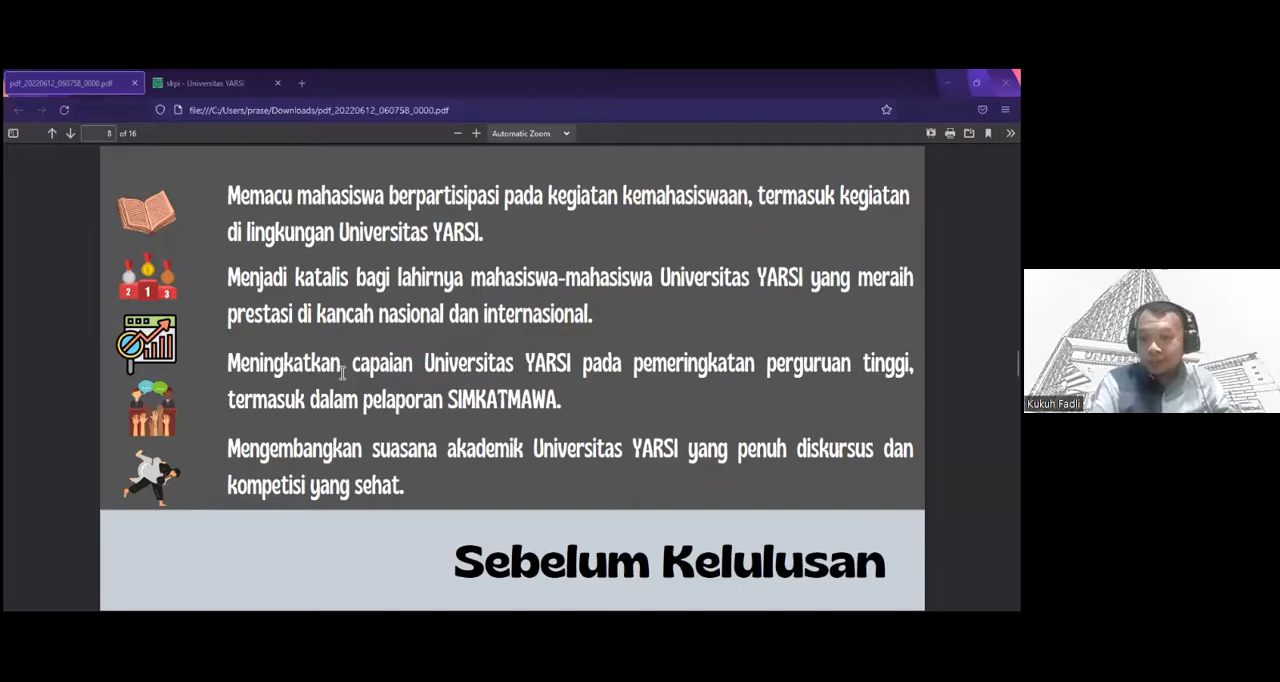 pdf_20220612_060758_0000.pdf
skpi - Universitas YARSI
file:///C:/Users/prase/Downloads/pdf_20220612_060758_0000.pdf
8 of 16
Automatic Zoom
Memacu mahasiswa berpartisipasi pada kegiatan kemahasiswaan, termasuk kegiatan
di lingkungan Universitas YARSI.
Menjadi katalis bagi lahirnya mahasiswa-mahasiswa Universitas YARSI yang meraih
prestasi di kancah nasional dan internasional.
2 1 3
Meningkatkan capaian Universitas YARSI pada pemeringkatan perguruan tinggi,
termasuk dalam pelaporan SIMKATMAWA.
Mengembangkan suasana akademik Universitas YARSI yang penuh diskursus dan
kompetisi yang sehat.
Sebelum Kelulusan
Kukuh Fadli